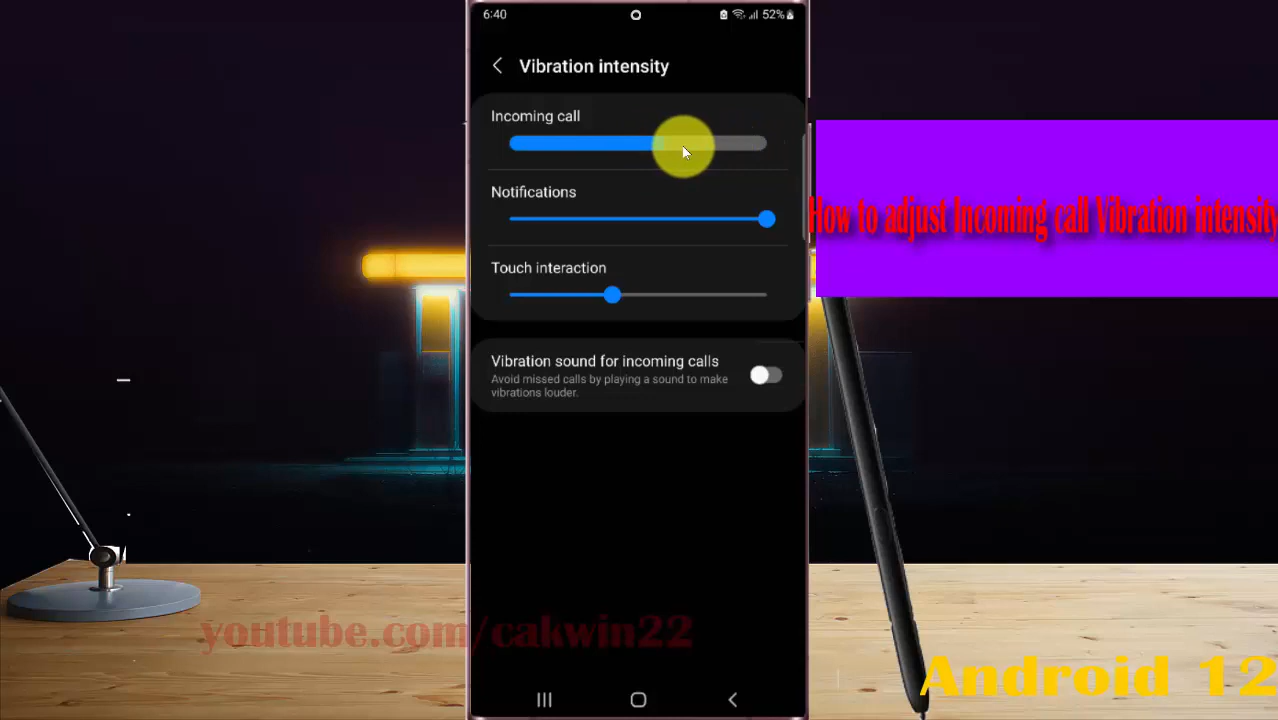 6:40
52%
Vibration intensity
Incoming call
Notifications
Touch interaction
Vibration sound for incoming calls
Avoid missed calls by playing a sound to make
vibrations louder.
How to adjust Incoming call Vibration intensity
youtube.com/cakwin22
Android 12